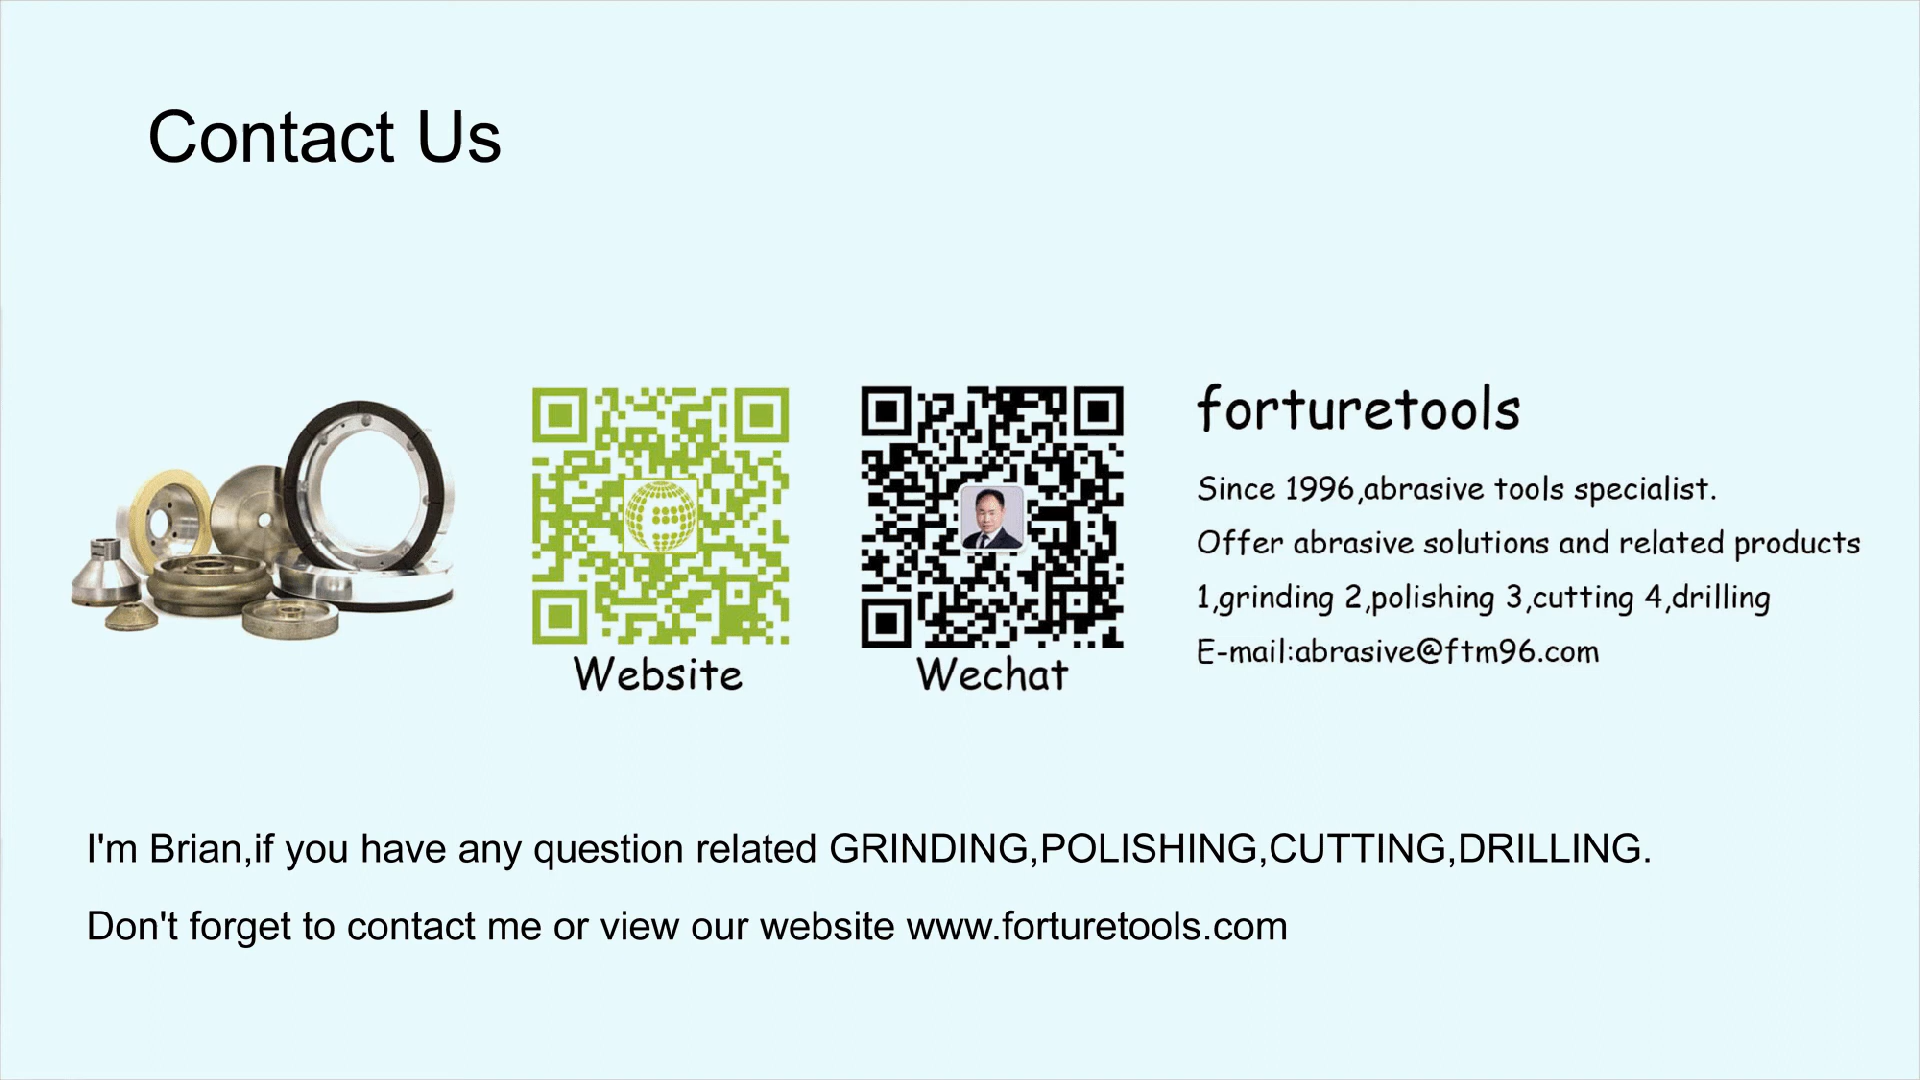 Contact Us
Website
Wechat
forturetools
Since 1996,abrasive tools specialist.
Offer abrasive solutions and related products
1,grinding 2,polishing 3,cutting 4,drilling
E-mail:abrasive@ftm96.com
I'm Brian,if you have any question related GRINDING,POLISHING,CUTTING,DRILLING.
Don't forget to contact me or view our website www.forturetools.com